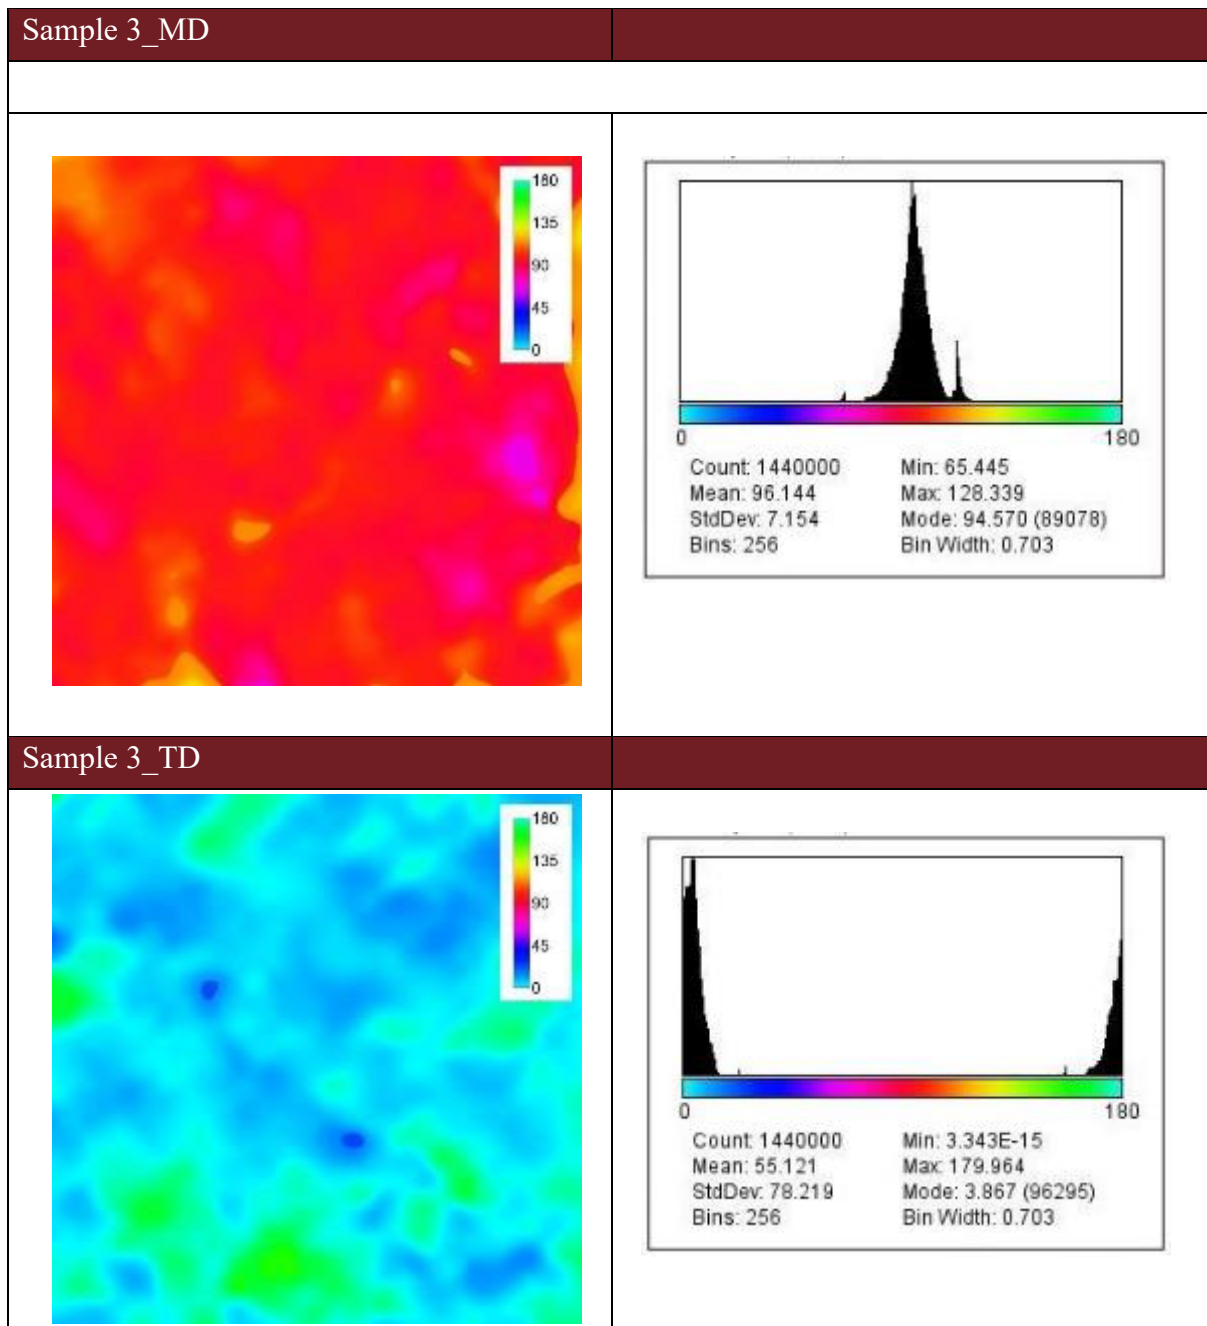 Sample 3_MD
180
135
90
45
0
0 180
Count: 1440000 Min: 65.445
Mean: 96.144 Max: 128.339
StdDev: 7.154 Mode: 94.570 (89078)
Bins: 256 Bin Width: 0.703
Sample 3_TD
180
135
90
45
0
0 180
Count: 1440000 Min: 3.343E-15
Mean: 55.121 Max: 179.964
StdDev: 78.219 Mode: 3.867 (96295)
Bins: 256 Bin Width: 0.703